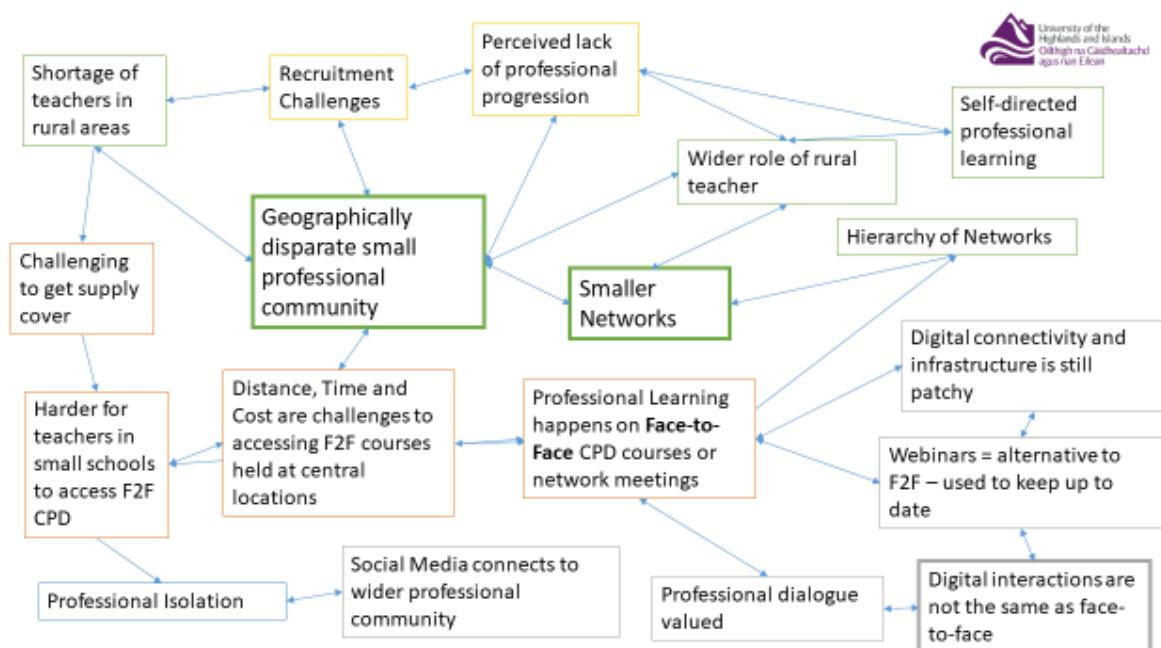 University of the
Highlands and Islands
Oilthigh na Gàidhealtachd
agus nan Eilean
Shortage of
teachers in
rural areas
Recruitment
Challenges
Perceived lack
of professional
progression
Self-directed
professional
learning
Wider role of rural
teacher
Geographically
disparate small
professional
community
Hierarchy of Networks
Challenging
to get supply
cover
Smaller
Networks
Digital connectivity and
infrastructure is still
patchy
Harder for
teachers in
small schools
to access F2F
CPD
Distance, Time and
Cost are challenges to
accessing F2F courses
held at central
locations
Professional Learning
happens on Face-to-
Face CPD courses or
network meetings
Webinars = alternative to
F2F – used to keep up to
date
Professional Isolation
Social Media connects to
wider professional
community
Professional dialogue
valued
Digital interactions are
not the same as face-
to-face